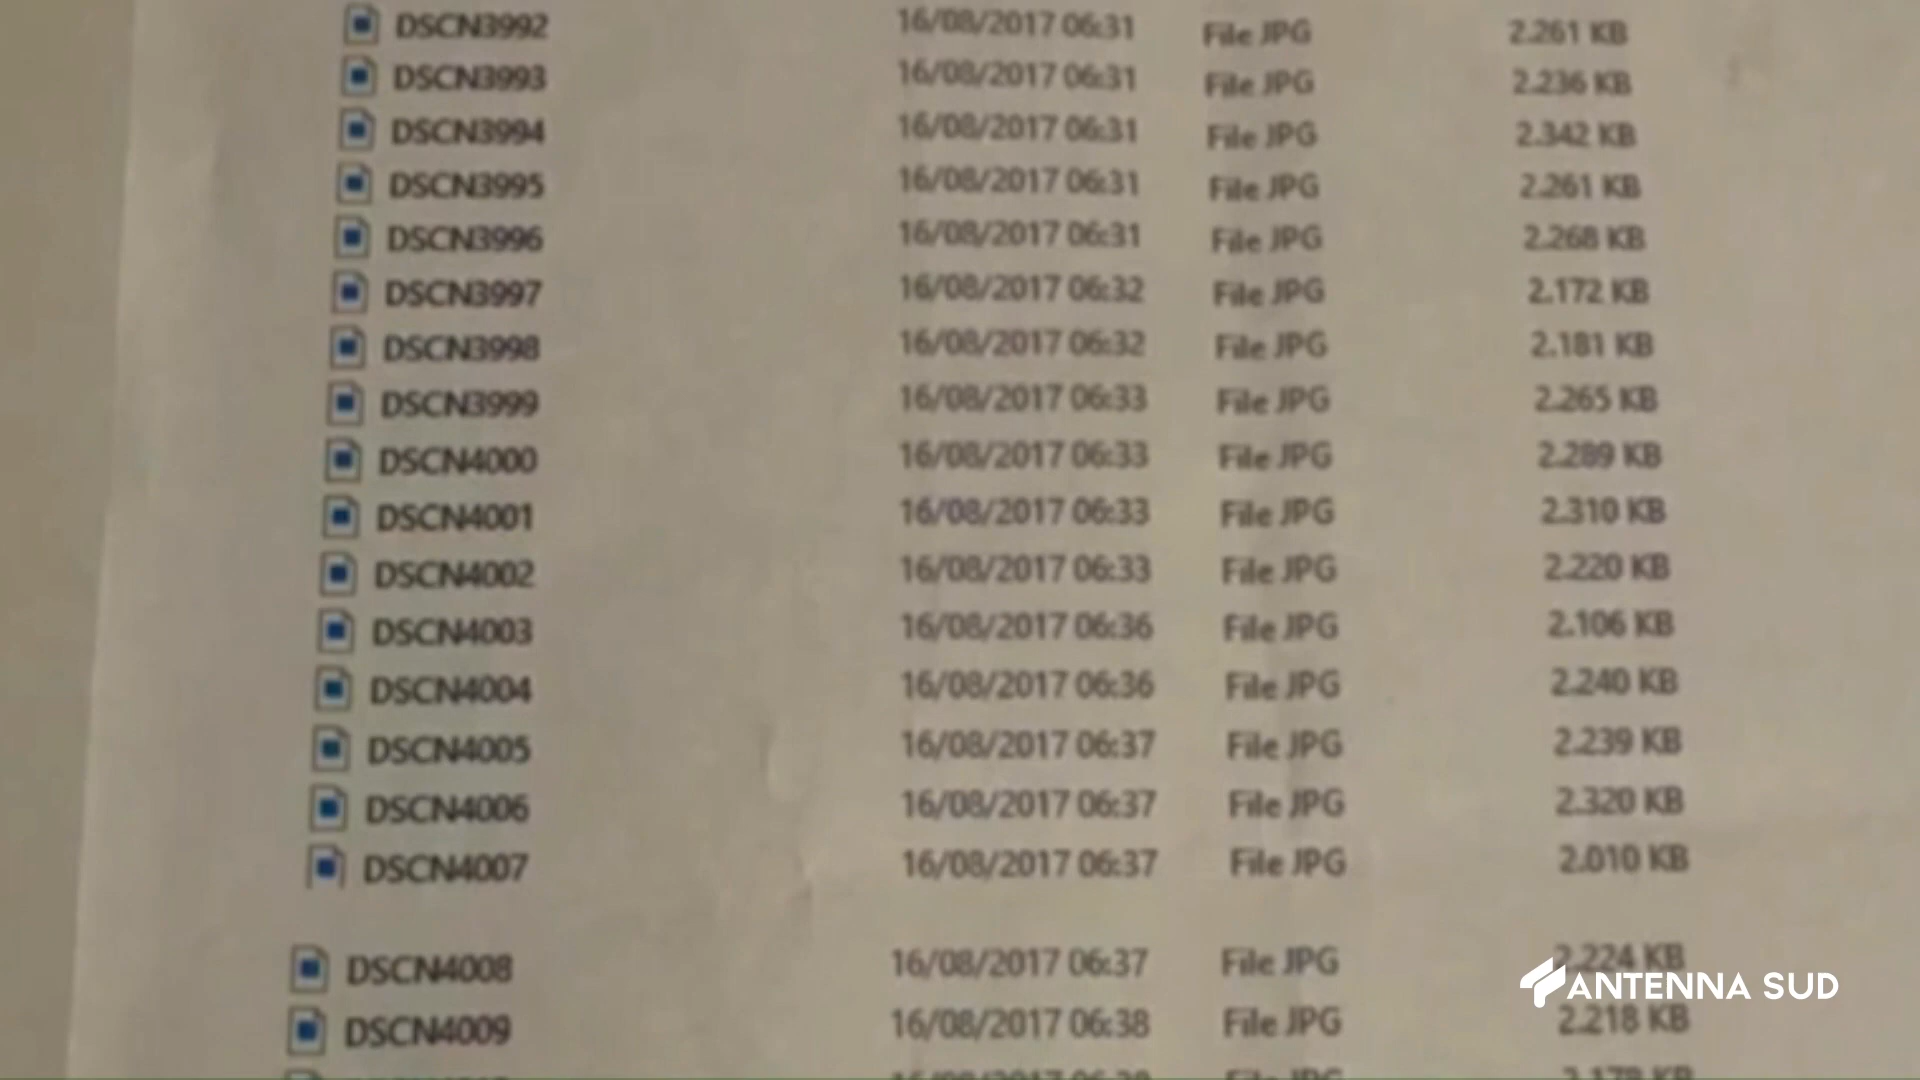 DSCN3992 16/08/2017 06:31 File JPG 2.261 KB
DSCN3993 16/08/2017 06:31 File JPG 2.236 KB
DSCN3994 16/08/2017 06:31 File JPG 2.342 KB
DSCN3995 16/08/2017 06:31 File JPG 2.261 KB
DSCN3996 16/08/2017 06:31 File JPG 2.268 KB
DSCN3997 16/08/2017 06:32 File JPG 2.172 KB
DSCN3998 16/08/2017 06:32 File JPG 2.181 KB
DSCN3999 16/08/2017 06:33 File JPG 2.265 KB
DSCN4000 16/08/2017 06:33 File JPG 2.289 KB
DSCN4001 16/08/2017 06:33 File JPG 2.310 KB
DSCN4002 16/08/2017 06:33 File JPG 2.220 KB
DSCN4003 16/08/2017 06:36 File JPG 2.106 KB
DSCN4004 16/08/2017 06:36 File JPG 2.240 KB
DSCN4005 16/08/2017 06:37 File JPG 2.239 KB
DSCN4006 16/08/2017 06:37 File JPG 2.320 KB
DSCN4007 16/08/2017 06:37 File JPG 2.010 KB
DSCN4008 16/08/2017 06:37 File JPG 2.224 KB
ANTENNA SUD
DSCN4009 16/08/2017 06:38 File JPG 2.218 KB
File JPG